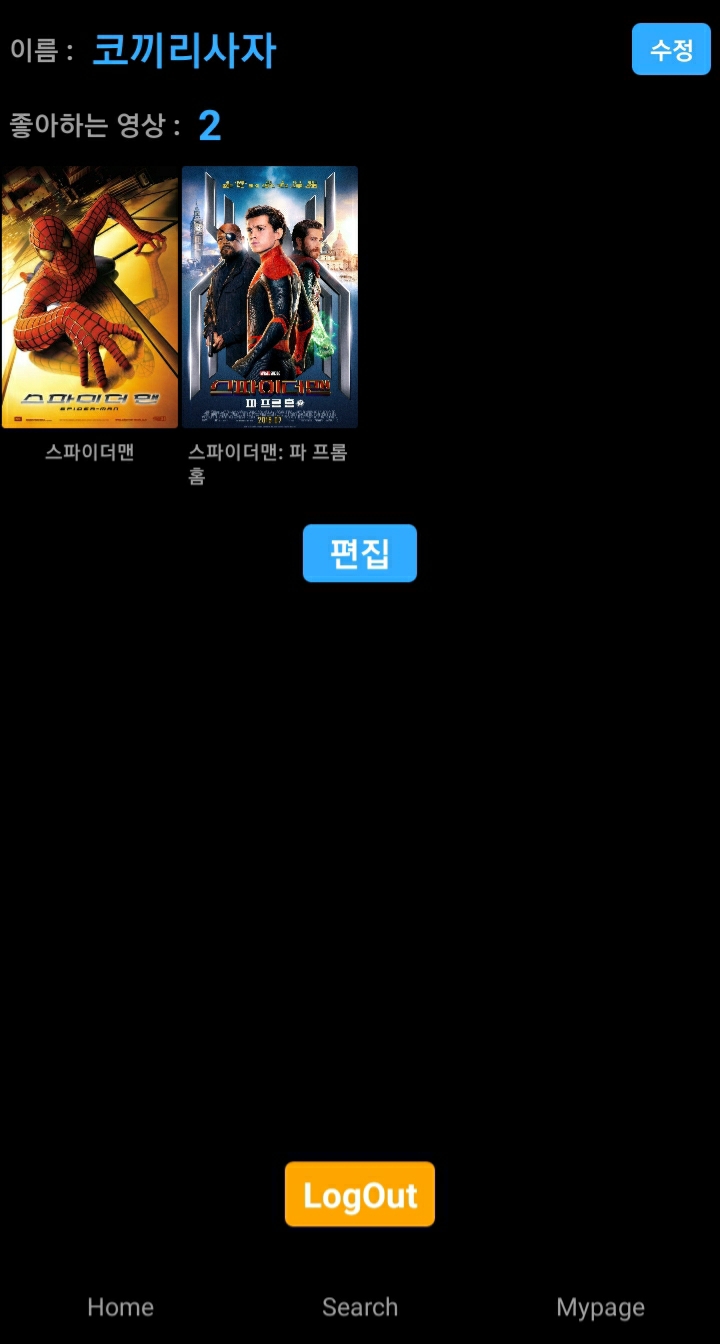 이름 : 코끼리사자
수정
좋아하는 영상 : 2
스파이더맨
SPIDER-MAN
스파이더맨
파 프롬 홈
스파이더맨
스파이더맨: 파 프롬
홈
편집
LogOut
Home Search Mypage